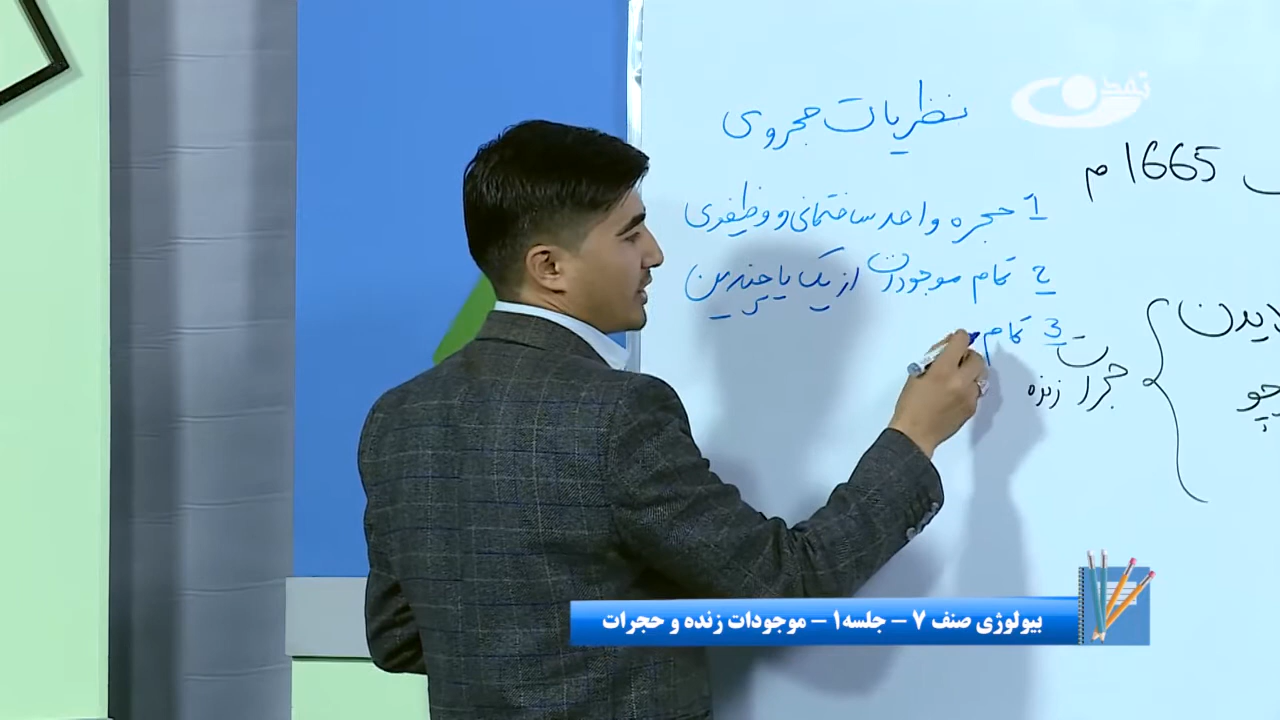 تمدن
نظریات حجروی
1665 م
1 حجره واحد ساختمانی و وظیفوی
2 تمام موجودات از یک یا چندین
3 تمام
حجرات زنده
بیولوژی صنف ۷ – جلسه۱ – موجودات زنده و حجرات